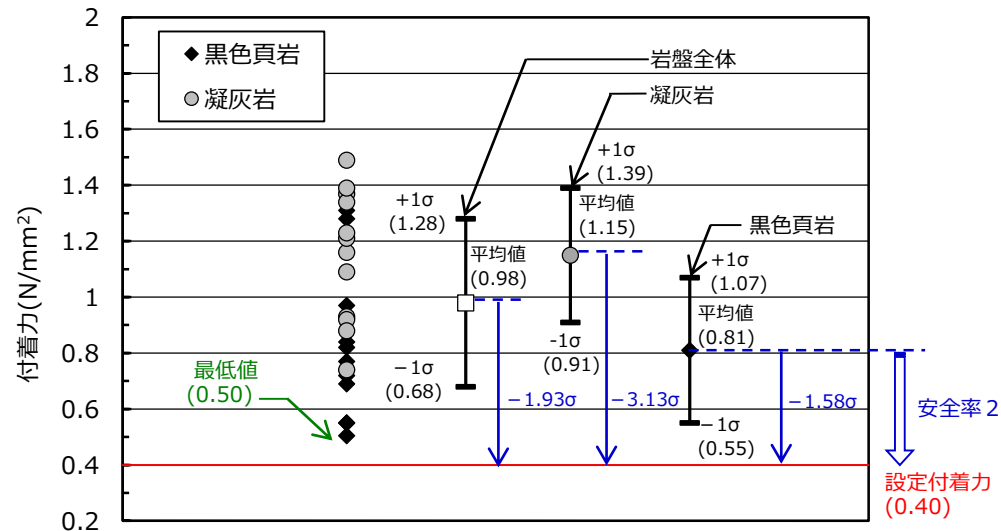 付着力(N/mm²)
2
1.8
1.6
1.4
1.2
1
0.8
0.6
0.4
0.2
黒色頁岩
凝灰岩
最低値
(0.50)
岩盤全体
+1σ
(1.28)
平均値
(0.98)
−1σ
(0.68)
−1.93σ
凝灰岩
+1σ
(1.39)
平均値
(1.15)
-1σ
(0.91)
−3.13σ
黒色頁岩
+1σ
(1.07)
平均値
(0.81)
−1σ
(0.55)
−1.58σ
安全率２
設定付着力
(0.40)